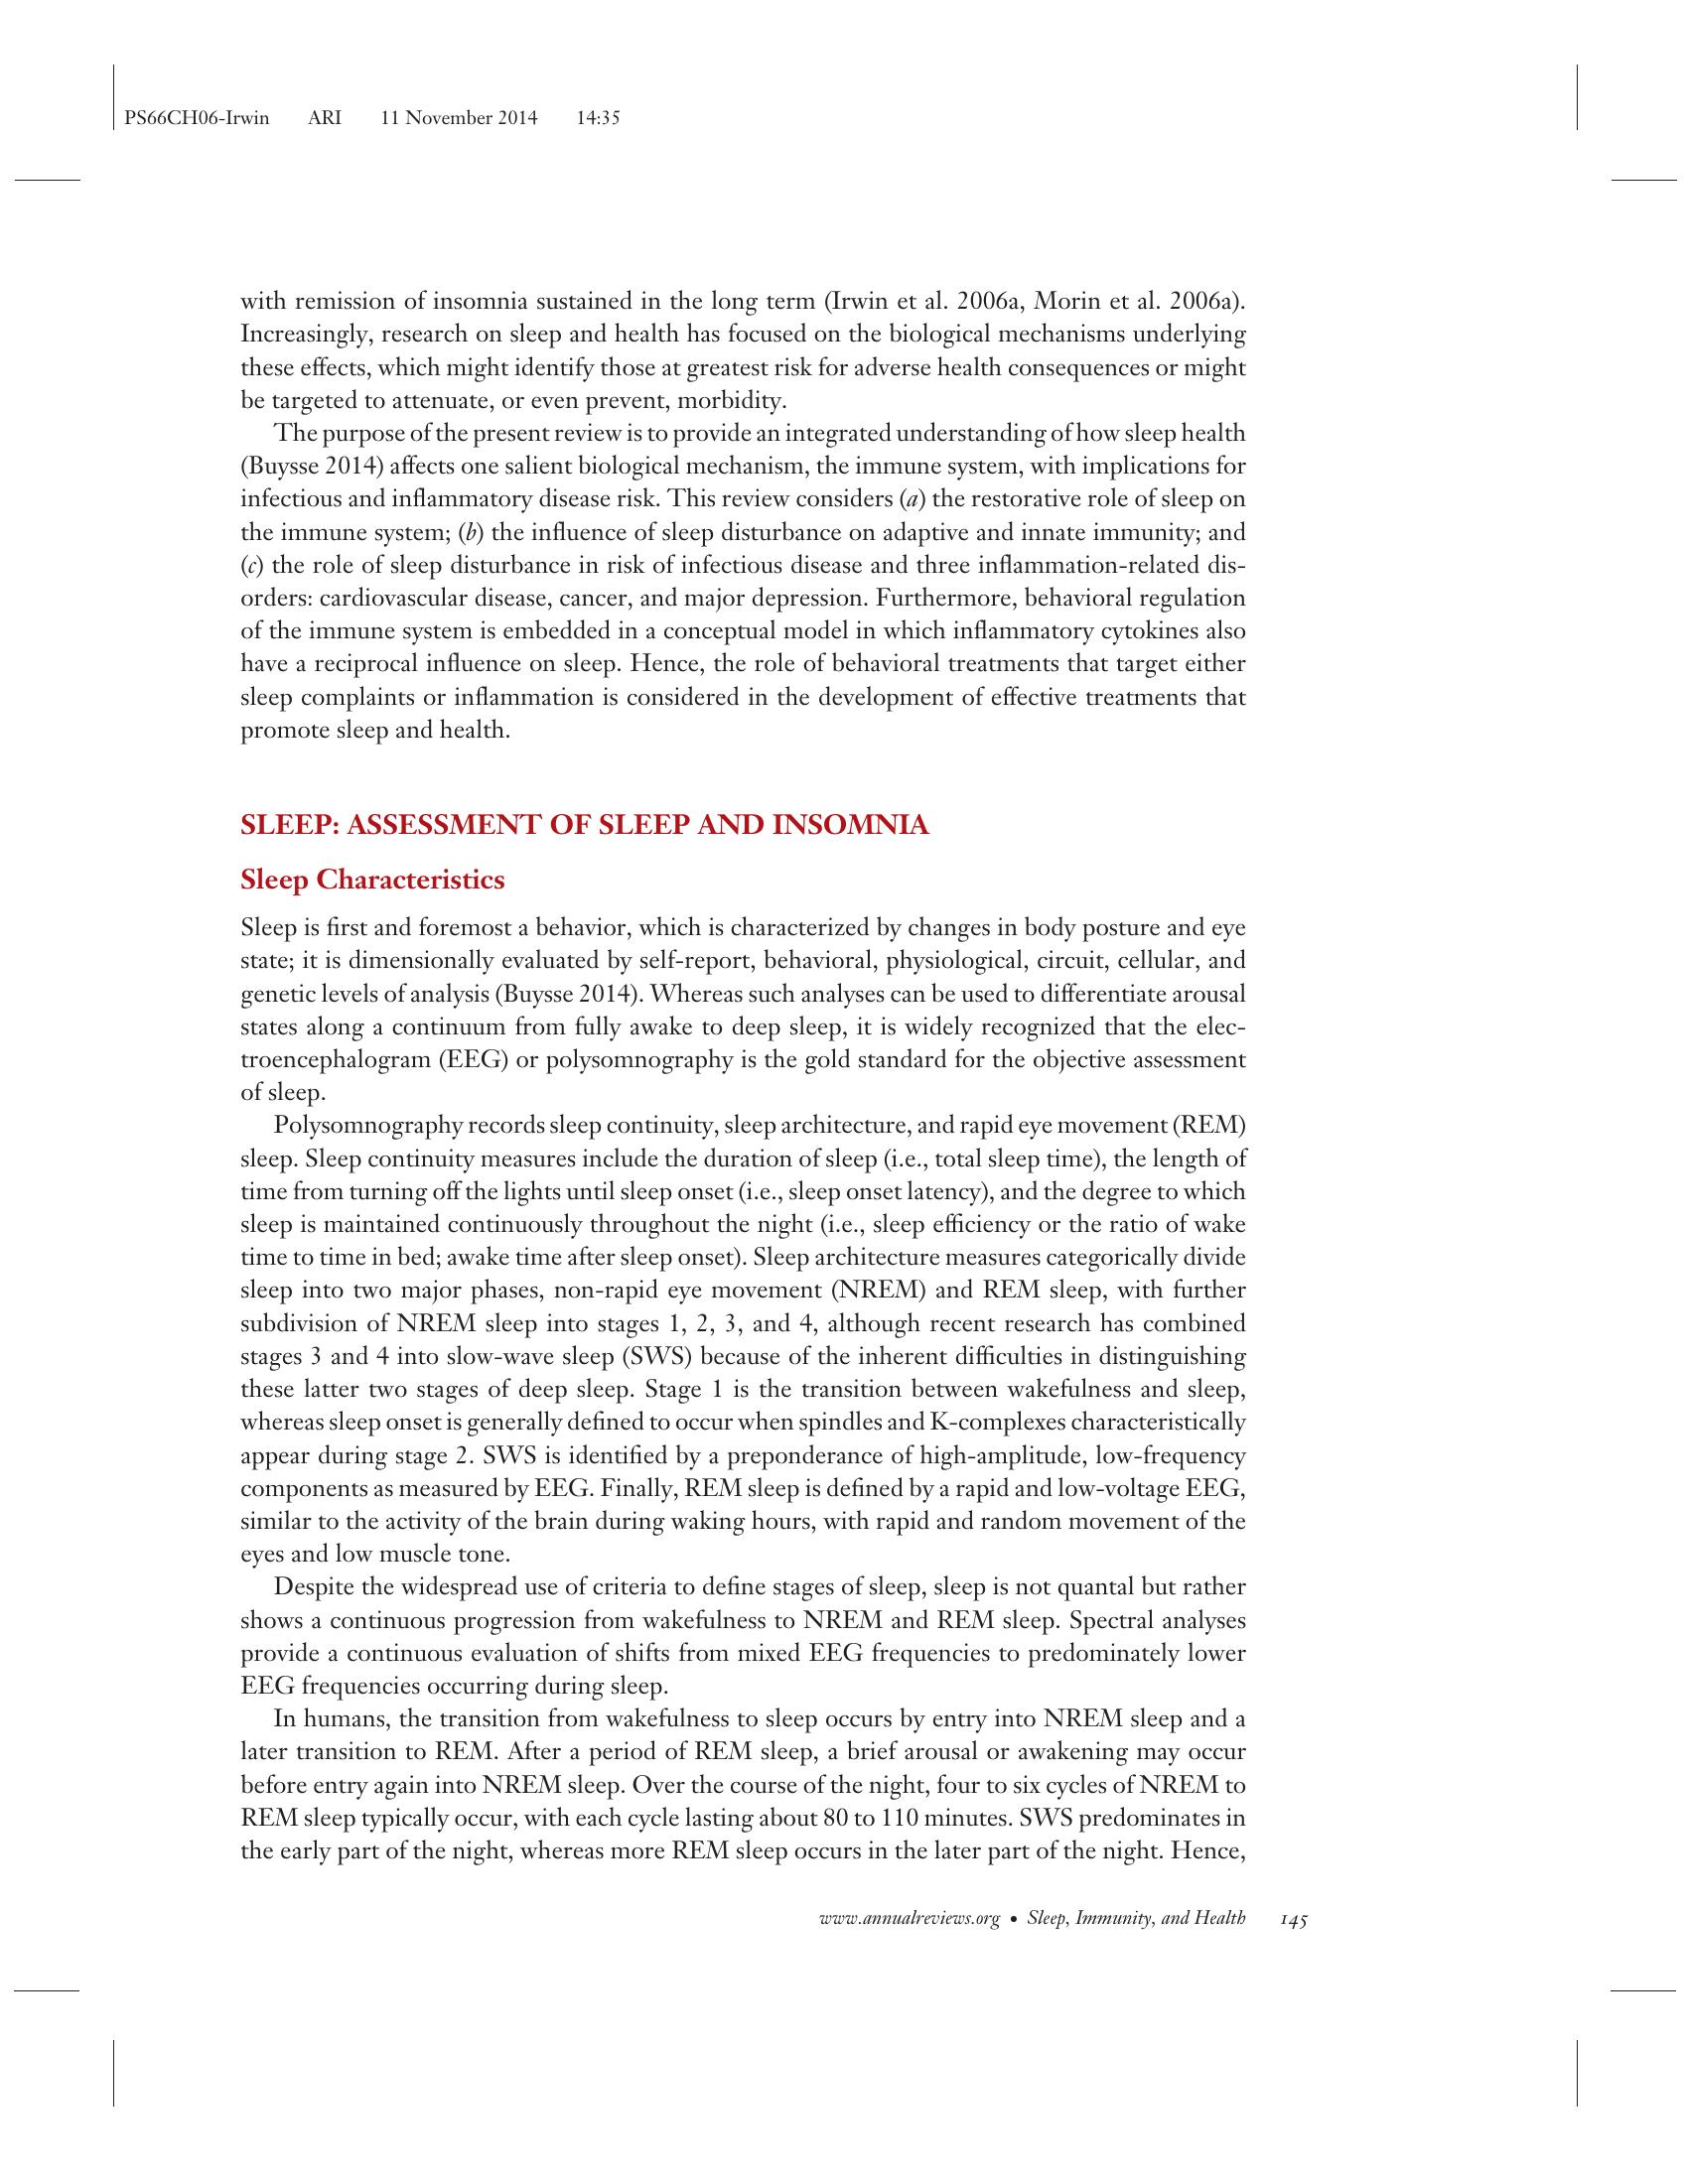 PS66CH06-Irwin ARI 11 November 2014 14:35
with remission of insomnia sustained in the long term (Irwin et al. 2006a, Morin et al. 2006a).
Increasingly, research on sleep and health has focused on the biological mechanisms underlying
these effects, which might identify those at greatest risk for adverse health consequences or might
be targeted to attenuate, or even prevent, morbidity.
The purpose of the present review is to provide an integrated understanding of how sleep health
(Buysse 2014) affects one salient biological mechanism, the immune system, with implications for
infectious and inflammatory disease risk. This review considers (a) the restorative role of sleep on
the immune system; (b) the influence of sleep disturbance on adaptive and innate immunity; and
(c) the role of sleep disturbance in risk of infectious disease and three inflammation-related dis-
orders: cardiovascular disease, cancer, and major depression. Furthermore, behavioral regulation
of the immune system is embedded in a conceptual model in which inflammatory cytokines also
have a reciprocal influence on sleep. Hence, the role of behavioral treatments that target either
sleep complaints or inflammation is considered in the development of effective treatments that
promote sleep and health.
SLEEP: ASSESSMENT OF SLEEP AND INSOMNIA
Sleep Characteristics
Sleep is first and foremost a behavior, which is characterized by changes in body posture and eye
state; it is dimensionally evaluated by self-report, behavioral, physiological, circuit, cellular, and
genetic levels of analysis (Buysse 2014). Whereas such analyses can be used to differentiate arousal
states along a continuum from fully awake to deep sleep, it is widely recognized that the elec-
troencephalogram (EEG) or polysomnography is the gold standard for the objective assessment
of sleep.
Polysomnography records sleep continuity, sleep architecture, and rapid eye movement (REM)
sleep. Sleep continuity measures include the duration of sleep (i.e., total sleep time), the length of
time from turning off the lights until sleep onset (i.e., sleep onset latency), and the degree to which
sleep is maintained continuously throughout the night (i.e., sleep efficiency or the ratio of wake
time to time in bed; awake time after sleep onset). Sleep architecture measures categorically divide
sleep into two major phases, non-rapid eye movement (NREM) and REM sleep, with further
subdivision of NREM sleep into stages 1, 2, 3, and 4, although recent research has combined
stages 3 and 4 into slow-wave sleep (SWS) because of the inherent difficulties in distinguishing
these latter two stages of deep sleep. Stage 1 is the transition between wakefulness and sleep,
whereas sleep onset is generally defined to occur when spindles and K-complexes characteristically
appear during stage 2. SWS is identified by a preponderance of high-amplitude, low-frequency
components as measured by EEG. Finally, REM sleep is defined by a rapid and low-voltage EEG,
similar to the activity of the brain during waking hours, with rapid and random movement of the
eyes and low muscle tone.
Despite the widespread use of criteria to define stages of sleep, sleep is not quantal but rather
shows a continuous progression from wakefulness to NREM and REM sleep. Spectral analyses
provide a continuous evaluation of shifts from mixed EEG frequencies to predominately lower
EEG frequencies occurring during sleep.
In humans, the transition from wakefulness to sleep occurs by entry into NREM sleep and a
later transition to REM. After a period of REM sleep, a brief arousal or awakening may occur
before entry again into NREM sleep. Over the course of the night, four to six cycles of NREM to
REM sleep typically occur, with each cycle lasting about 80 to 110 minutes. SWS predominates in
the early part of the night, whereas more REM sleep occurs in the later part of the night. Hence,
www.annualreviews.org • Sleep, Immunity, and Health 145